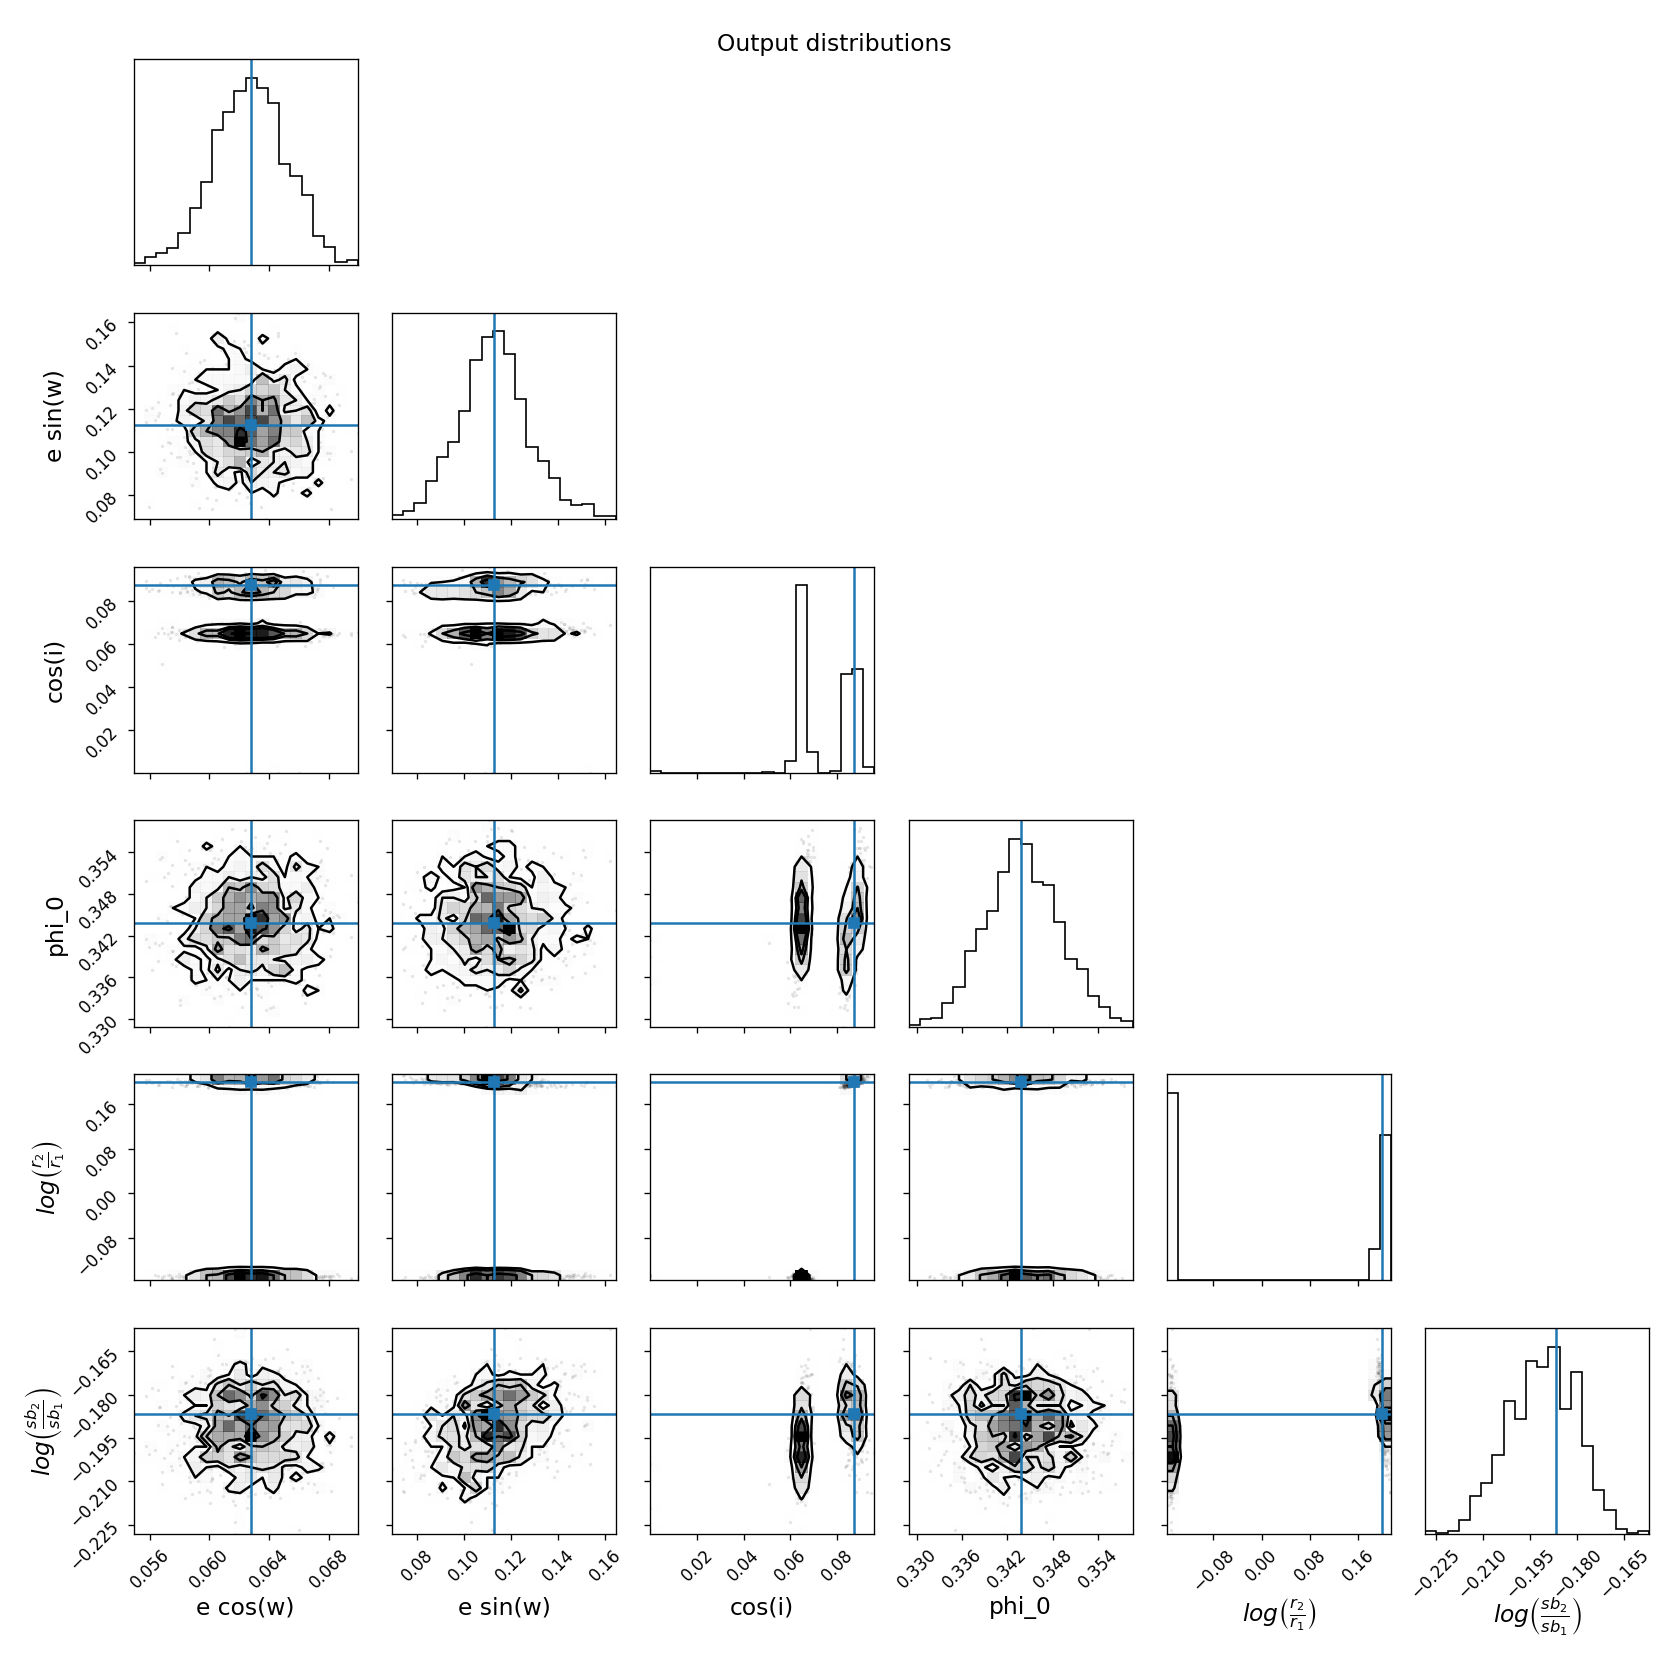 Output distributions
e sin(w)
0.16
0.14
0.12
0.10
0.08
cos(i)
0.08
0.06
0.04
0.02
phi_0
0.354
0.348
0.342
0.336
0.330
log(r₂/r₁)
0.16
0.08
0.00
−0.08
log(sb₂/sb₁)
−0.165
−0.180
−0.195
−0.210
−0.225
0.056 0.060 0.064 0.068
0.08 0.10 0.12 0.14 0.16
0.02 0.04 0.06 0.08
0.330 0.336 0.342 0.348 0.354
−0.08 0.00 0.08 0.16
−0.225 −0.210 −0.195 −0.180 −0.165
e cos(w)
e sin(w)
cos(i)
phi_0
log(r₂/r₁)
log(sb₂/sb₁)